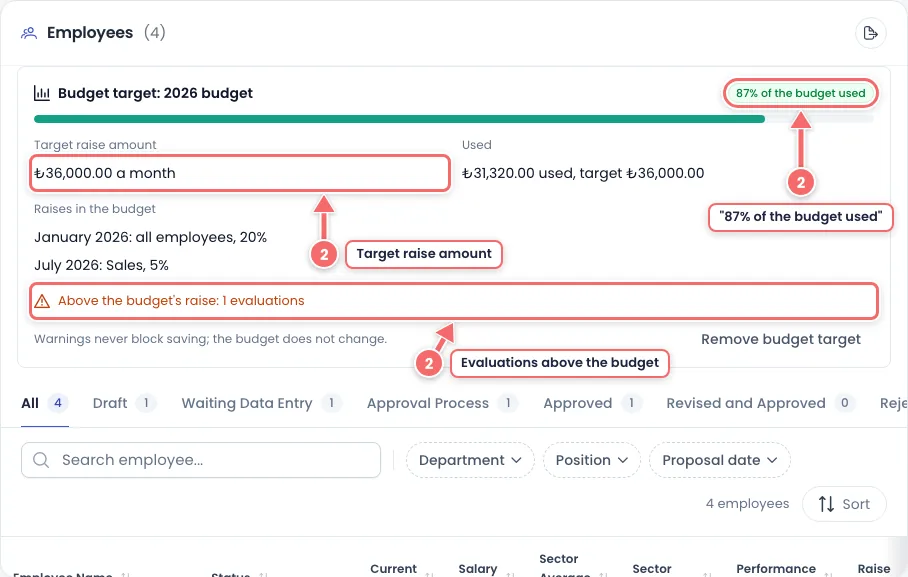 Employees (4)
Budget target: 2026 budget
87% of the budget used
Target raise amount
Used
₺36,000.00 a month
₺31,320.00 used, target ₺36,000.00
2
"87% of the budget used"
Raises in the budget
January 2026: all employees, 20%
2
Target raise amount
July 2026: Sales, 5%
Above the budget's raise: 1 evaluations
Warnings never block saving; the budget does not change.
Remove budget target
2
Evaluations above the budget
All 4
Draft 1
Waiting Data Entry 1
Approval Process 1
Approved 1
Revised and Approved 0
Reje
Search employee...
Department
Position
Proposal date
4 employees
Sort
Employee Name
Status
Current
Salary
Sector
Average
Sector
Performance
Raise